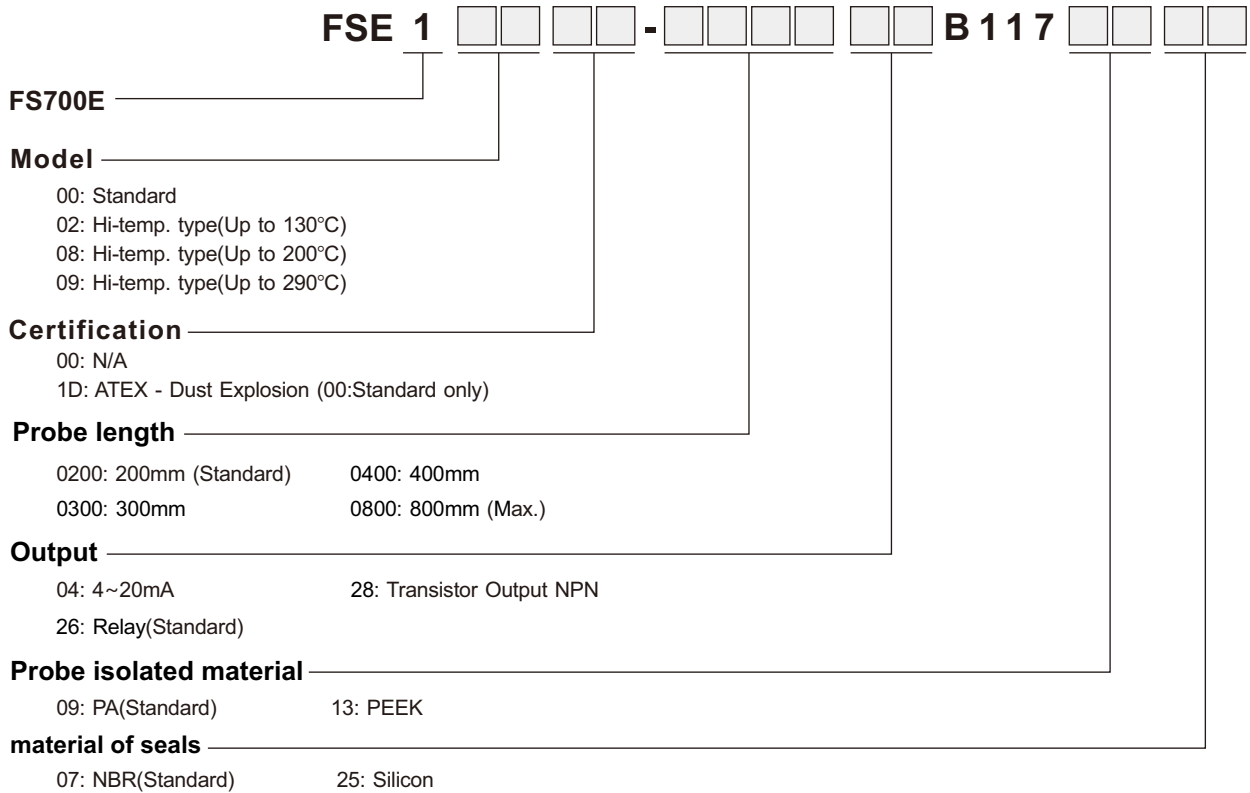 FSE 1 - B117
FS700E
Model
00: Standard
02: Hi-temp. type(Up to 130°C)
08: Hi-temp. type(Up to 200°C)
09: Hi-temp. type(Up to 290°C)
Certification
00: N/A
1D: ATEX - Dust Explosion (00:Standard only)
Probe length
0200: 200mm (Standard) 0400: 400mm
0300: 300mm 0800: 800mm (Max.)
Output
04: 4~20mA 28: Transistor Output NPN
26: Relay(Standard)
Probe isolated material
09: PA(Standard) 13: PEEK
material of seals
07: NBR(Standard) 25: Silicon